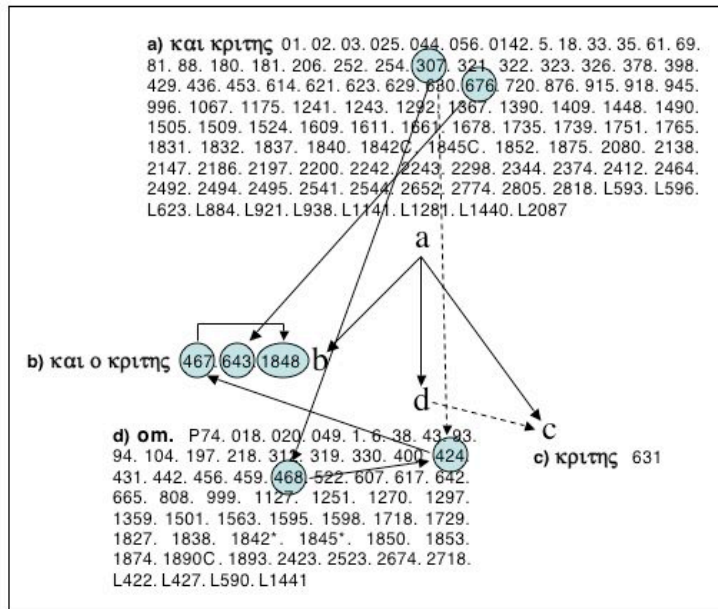 a) και κριτης 01. 02. 03. 025. 044. 056. 0142. 5. 18. 33. 35. 61. 69.
81. 88. 180. 181. 206. 252. 254. 307. 321. 322. 323. 326. 378. 398.
429. 436. 453. 614. 621. 623. 629. 630. 676. 720. 876. 915. 918. 945.
996. 1067. 1175. 1241. 1243. 1292. 1367. 1390. 1409. 1448. 1490.
1505. 1509. 1524. 1609. 1611. 1661. 1678. 1735. 1739. 1751. 1765.
1831. 1832. 1837. 1840. 1842C. 1845C. 1852. 1875. 2080. 2138.
2147. 2186. 2197. 2200. 2242. 2243. 2298. 2344. 2374. 2412. 2464.
2492. 2494. 2495. 2541. 2544. 2652. 2774. 2805. 2818. L593. L596.
L623. L884. L921. L938. L1141. L1281. L1440. L2087
a
b) και ο κριτης 467. 643. 1848 b
d
c
c) κριτης 631
d) om. P74. 018. 020. 049. 1. 6. 38. 43. 93.
94. 104. 197. 218. 312. 319. 330. 400. 424
431. 442. 456. 459. 468. 522. 607. 617. 642.
665. 808. 999. 1127. 1251. 1270. 1297.
1359. 1501. 1563. 1595. 1598. 1718. 1729.
1827. 1838. 1842*. 1845*. 1850. 1853.
1874. 1890C. 1893. 2423. 2523. 2674. 2718.
L422. L427. L590. L1441